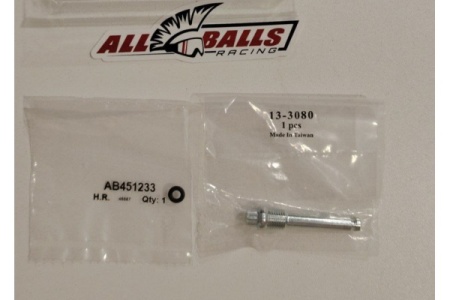 ALL BALLS
RACING
13-3080
1 pcs
Made In Taiwan
AB451233
H.R. Qty: 1